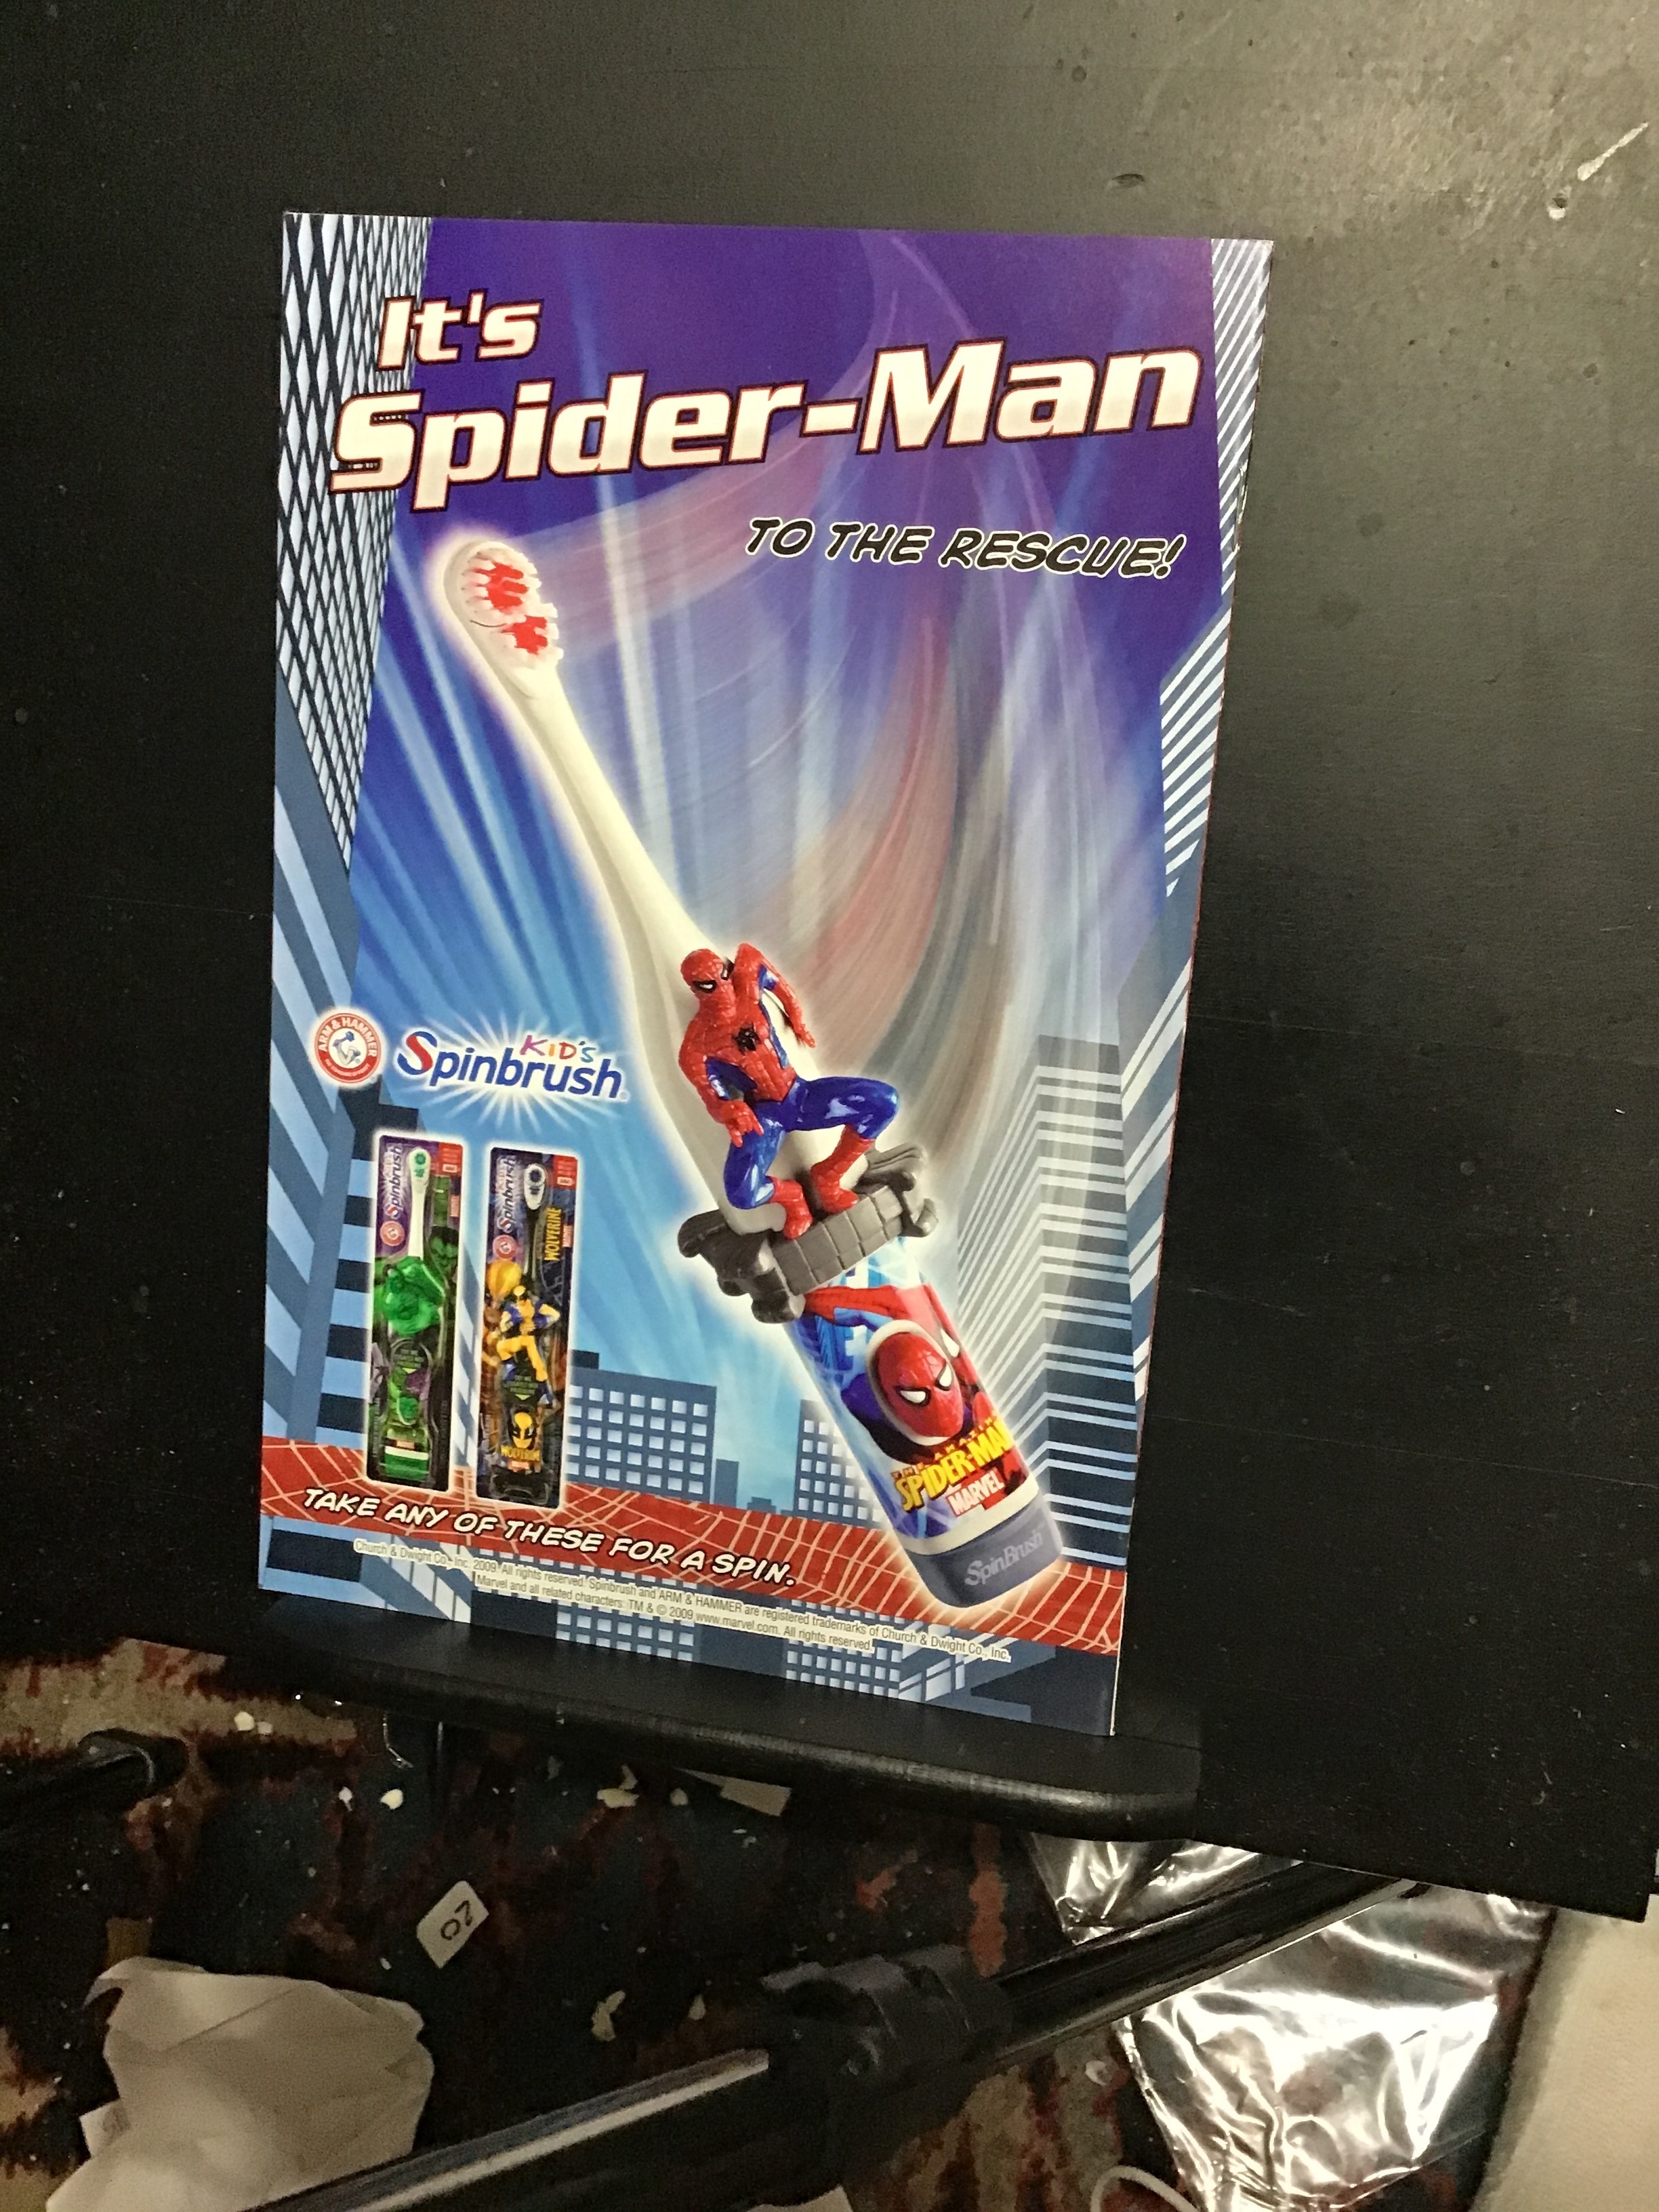 It's
Spider-Man
TO THE RESCUE!
ARM & HAMMER
KID'S
Spinbrush
Spinbrush
Spinbrush
WOLVERINE
WOLVERINE
SPIDER-MAN
MARVEL
SpinBrush
TAKE ANY OF THESE FOR A SPIN.
Church & Dwight Co., Inc. 2009. All rights reserved. Spinbrush and ARM & HAMMER are registered trademarks of Church & Dwight Co., Inc.
Marvel and all related characters: TM & © 2009 www.marvel.com. All rights reserved.
20